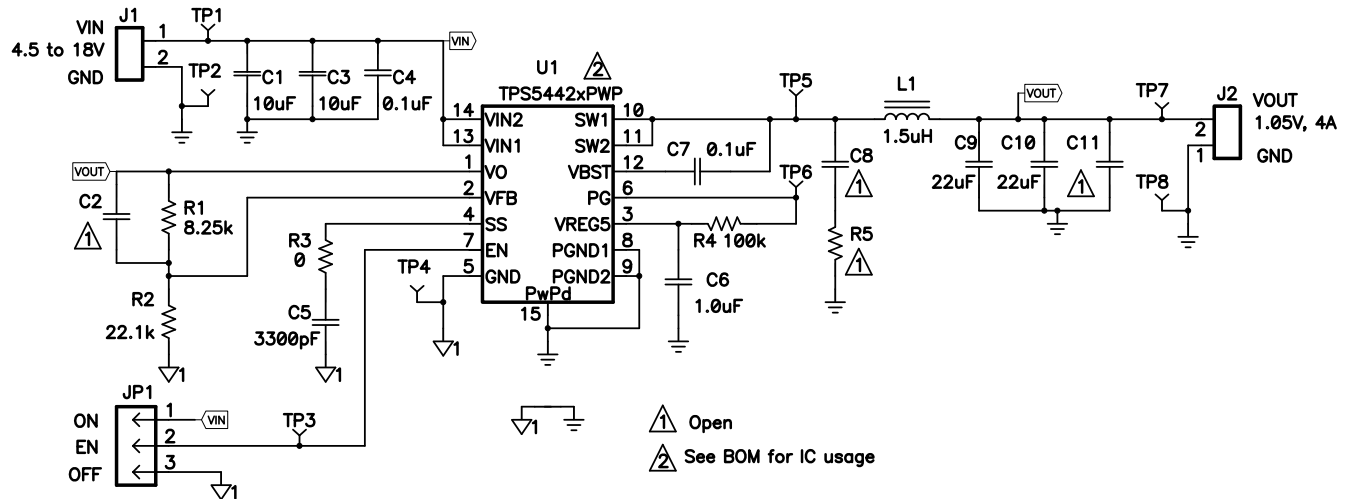 J1
VIN
4.5 to 18V
GND
1
2
TP1
TP2
VIN
C1
10uF
C3
10uF
C4
0.1uF
U1
2
TPS5442xPWP
14
VIN2
13
VIN1
1
VO
2
VFB
4
SS
7
EN
5
GND
SW1
10
SW2
11
VBST
12
PG
6
VREG5
3
PGND1
8
PGND2
9
PwPd
15
VOUT
C2
1
R1
8.25k
R2
22.1k
1
R3
0
C5
3300pF
1
TP4
1
C7
0.1uF
TP5
TP6
R4 100k
C6
1.0uF
C8
1
R5
1
L1
1.5uH
VOUT
C9
22uF
C10
22uF
C11
1
TP7
TP8
J2
2
1
VOUT
1.05V, 4A
GND
JP1
ON
EN
OFF
1
2
3
VIN
TP3
1
1
1 Open
2 See BOM for IC usage